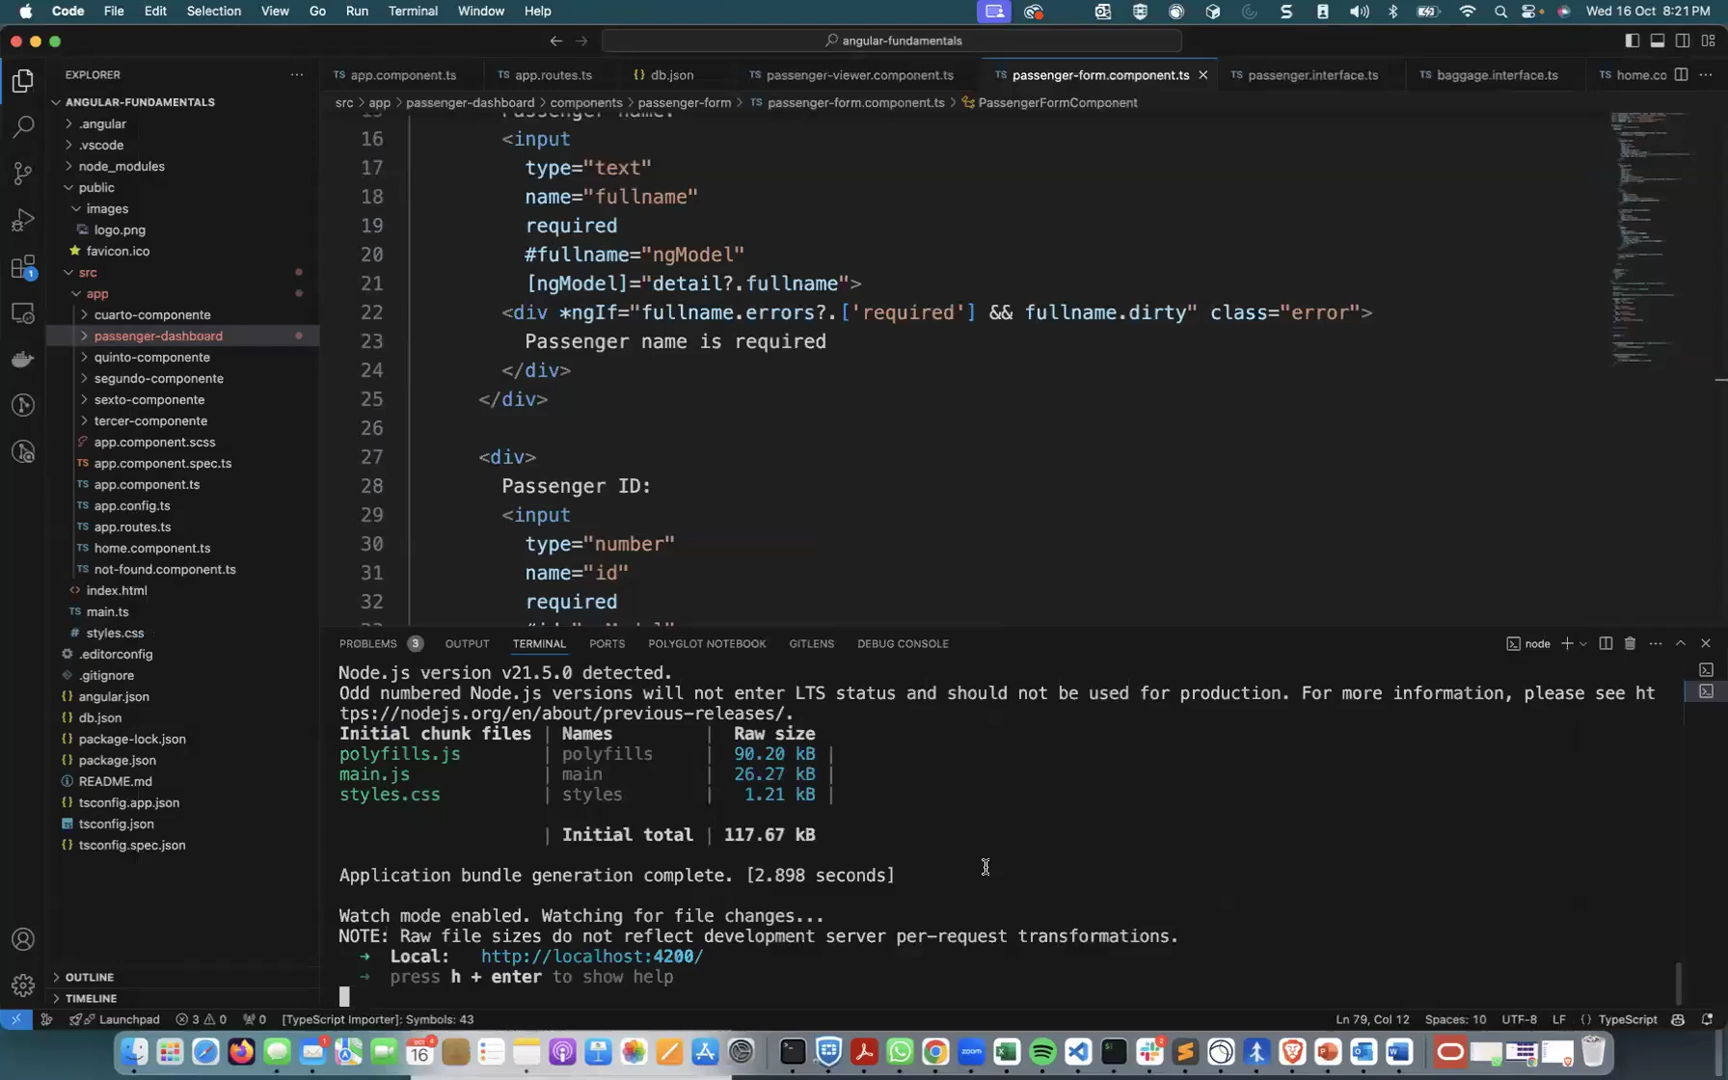 Code File Edit Selection View Go Run Terminal Window Help Wed 16 Oct 8:21 PM
angular-fundamentals
EXPLORER
app.component.ts app.routes.ts db.json passenger-viewer.component.ts passenger-form.component.ts passenger.interface.ts baggage.interface.ts home.co
src > app > passenger-dashboard > components > passenger-form > passenger-form.component.ts > PassengerFormComponent
ANGULAR-FUNDAMENTALS
.angular
.vscode
node_modules
public
images
logo.png
favicon.ico
src
app
cuarto-componente
passenger-dashboard
quinto-componente
segundo-componente
sexto-componente
tercer-componente
app.component.scss
app.component.spec.ts
app.component.ts
app.config.ts
app.routes.ts
home.component.ts
not-found.component.ts
index.html
main.ts
styles.css
.editorconfig
.gitignore
angular.json
db.json
package-lock.json
package.json
README.md
tsconfig.app.json
tsconfig.json
tsconfig.spec.json
OUTLINE
TIMELINE
16 <input
17 type="text"
18 name="fullname"
19 required
20 #fullname="ngModel"
21 [ngModel]="detail?.fullname">
22 <div *ngIf="fullname.errors?.['required'] && fullname.dirty" class="error">
23 Passenger name is required
24 </div>
25 </div>
26
27 <div>
28 Passenger ID:
29 <input
30 type="number"
31 name="id"
32 required
PROBLEMS 3 OUTPUT TERMINAL PORTS POLYGLOT NOTEBOOK GITLENS DEBUG CONSOLE node
Node.js version v21.5.0 detected.
Odd numbered Node.js versions will not enter LTS status and should not be used for production. For more information, please see ht
tps://nodejs.org/en/about/previous-releases/.
Initial chunk files | Names | Raw size
polyfills.js | polyfills | 90.20 kB |
main.js | main | 26.27 kB |
styles.css | styles | 1.21 kB |
| Initial total | 117.67 kB
Application bundle generation complete. [2.898 seconds]
Watch mode enabled. Watching for file changes...
NOTE: Raw file sizes do not reflect development server per-request transformations.
➜ Local: http://localhost:4200/
➜ press h + enter to show help
Launchpad 3 0 0 [TypeScript Importer]: Symbols: 43 Ln 79, Col 12 Spaces: 10 UTF-8 LF {} TypeScript